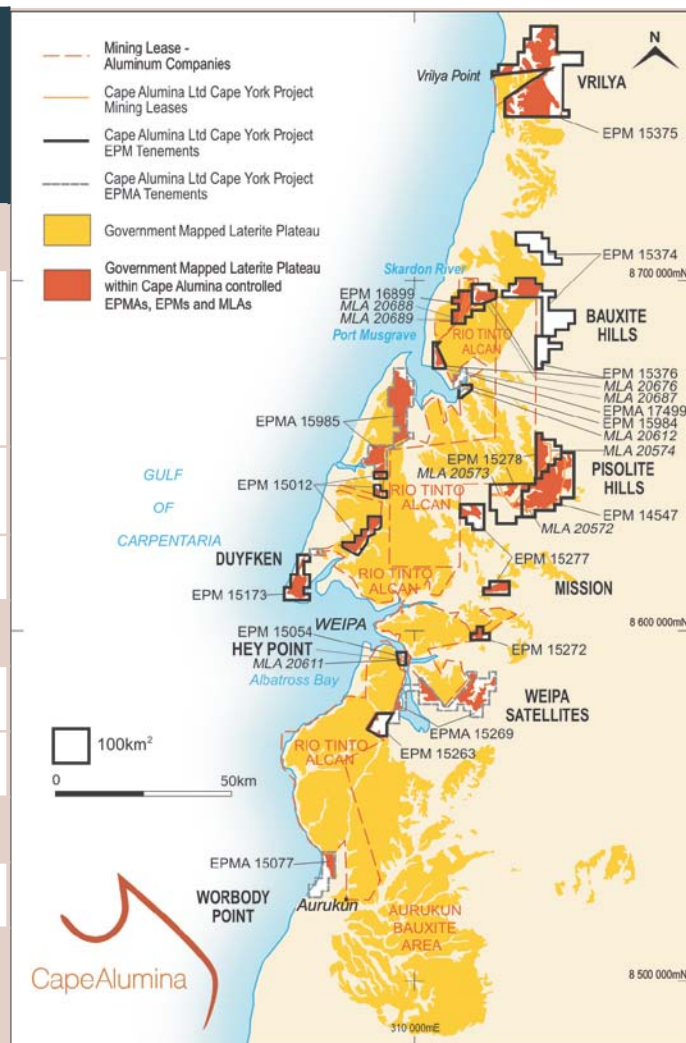 Mining Lease -
Aluminum Companies
Cape Alumina Ltd Cape York Project
Mining Leases
Cape Alumina Ltd Cape York Project
EPM Tenements
Cape Alumina Ltd Cape York Project
EPMA Tenements
Government Mapped Laterite Plateau
Government Mapped Laterite Plateau
within Cape Alumina controlled
EPMAs, EPMs and MLAs
N
Vrilya Point
VRILYA
EPM 15375
EPM 15374
Skardon River
8 700 000mN
EPM 16899
MLA 20688
MLA 20689
BAUXITE
HILLS
Port Musgrave
RIO TINTO
ALCAN
EPM 15376
MLA 20676
MLA 20687
EPMA 17499
EPM 15984
MLA 20612
MLA 20574
EPMA 15985
EPM 15278
MLA 20573
PISOLITE
HILLS
GULF
OF
CARPENTARIA
EPM 15012
RIO TINTO
ALCAN
EPM 14547
MLA 20572
EPM 15277
DUYFKEN
RIO TINTO
ALCAN
MISSION
EPM 15173
WEIPA
8 600 000mN
EPM 15054
HEY POINT
MLA 20611
EPM 15272
Albatross Bay
WEIPA
SATELLITES
EPMA 15269
100km²
RIO TINTO
ALCAN
EPM 15263
0 50km
EPMA 15077
WORBODY
POINT
Aurukun
AURUKUN
BAUXITE
AREA
CapeAlumina
8 500 000mN
310 000mE